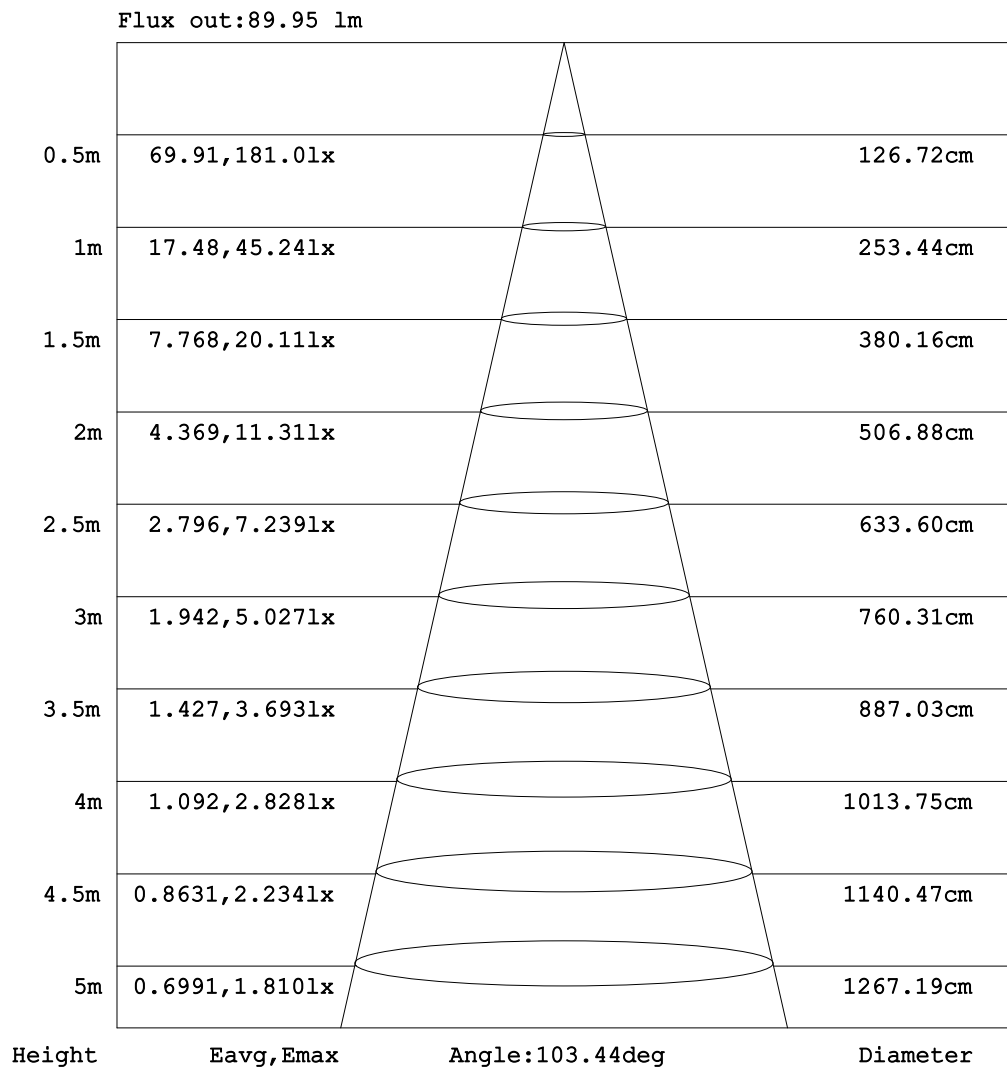 Flux out:89.95 lm
0.5m 69.91,181.0lx 126.72cm
1m 17.48,45.24lx 253.44cm
1.5m 7.768,20.11lx 380.16cm
2m 4.369,11.31lx 506.88cm
2.5m 2.796,7.239lx 633.60cm
3m 1.942,5.027lx 760.31cm
3.5m 1.427,3.693lx 887.03cm
4m 1.092,2.828lx 1013.75cm
4.5m 0.8631,2.234lx 1140.47cm
5m 0.6991,1.810lx 1267.19cm
Height Eavg,Emax Angle:103.44deg Diameter